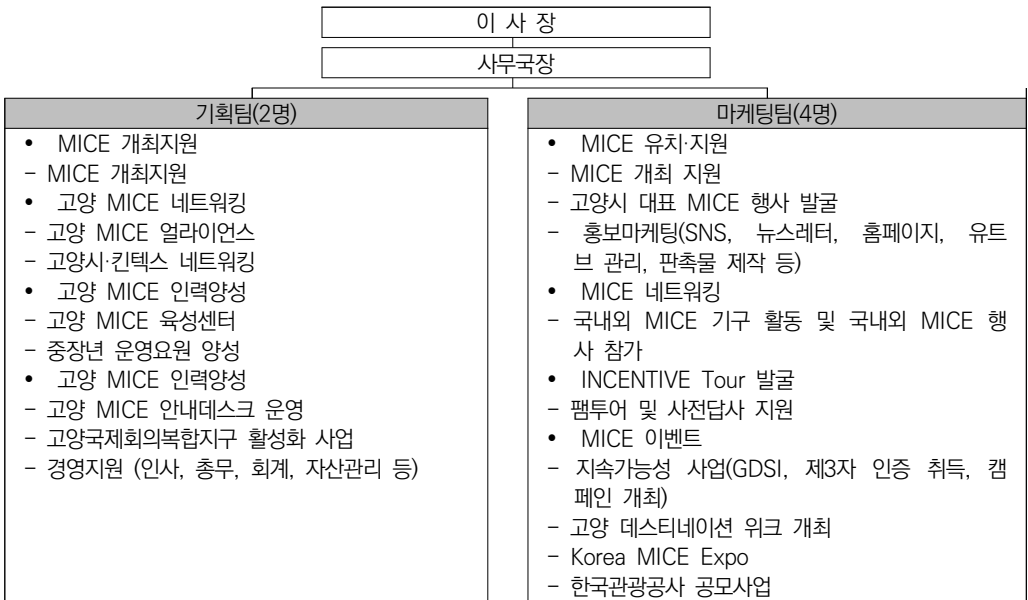 이 사 장
사무국장
기획팀(2명)
• MICE 개최지원
- MICE 개최지원
• 고양 MICE 네트워킹
- 고양 MICE 얼라이언스
- 고양시·킨텍스 네트워킹
• 고양 MICE 인력양성
- 고양 MICE 육성센터
- 중장년 운영요원 양성
• 고양 MICE 인력양성
- 고양 MICE 안내데스크 운영
- 고양국제회의복합지구 활성화 사업
- 경영지원 (인사, 총무, 회계, 자산관리 등)
마케팅팀(4명)
• MICE 유치·지원
- MICE 개최 지원
- 고양시 대표 MICE 행사 발굴
- 홍보마케팅(SNS, 뉴스레터, 홈페이지, 유트
브 관리, 판촉물 제작 등)
• MICE 네트워킹
- 국내외 MICE 기구 활동 및 국내외 MICE 행
사 참가
• INCENTIVE Tour 발굴
- 팸투어 및 사전답사 지원
• MICE 이벤트
- 지속가능성 사업(GDSI, 제3자 인증 취득, 캠
페인 개최)
- 고양 데스티네이션 위크 개최
- Korea MICE Expo
- 한국관광공사 공모사업